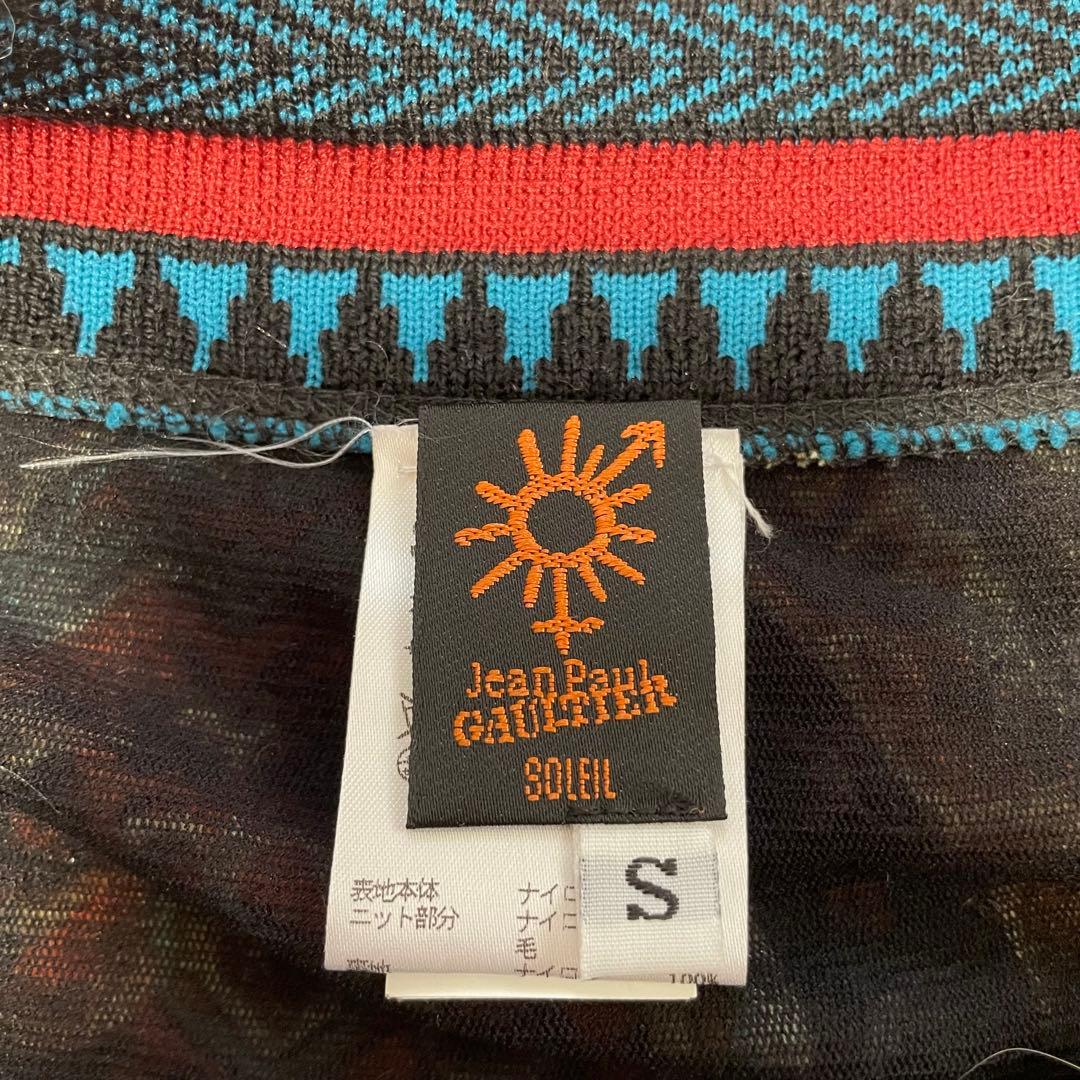 Jean Paul
GAULTIER
SOLEIL
S
表地本体 ナイロ
ニット部分 ナイ
毛
ナイロ 100%